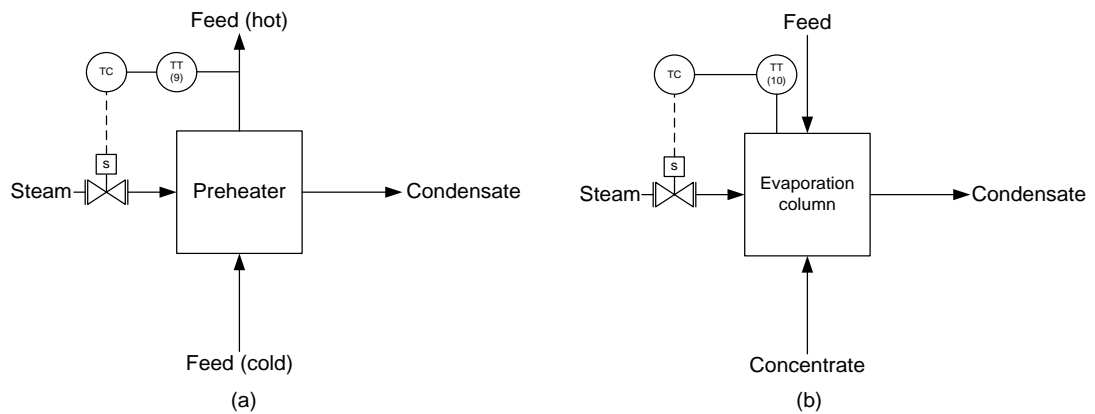 Feed (hot)
TC
TT
(9)
S
Steam
Preheater
Condensate
Feed (cold)
(a)
Feed
TC
TT
(10)
S
Steam
Evaporation
column
Condensate
Concentrate
(b)